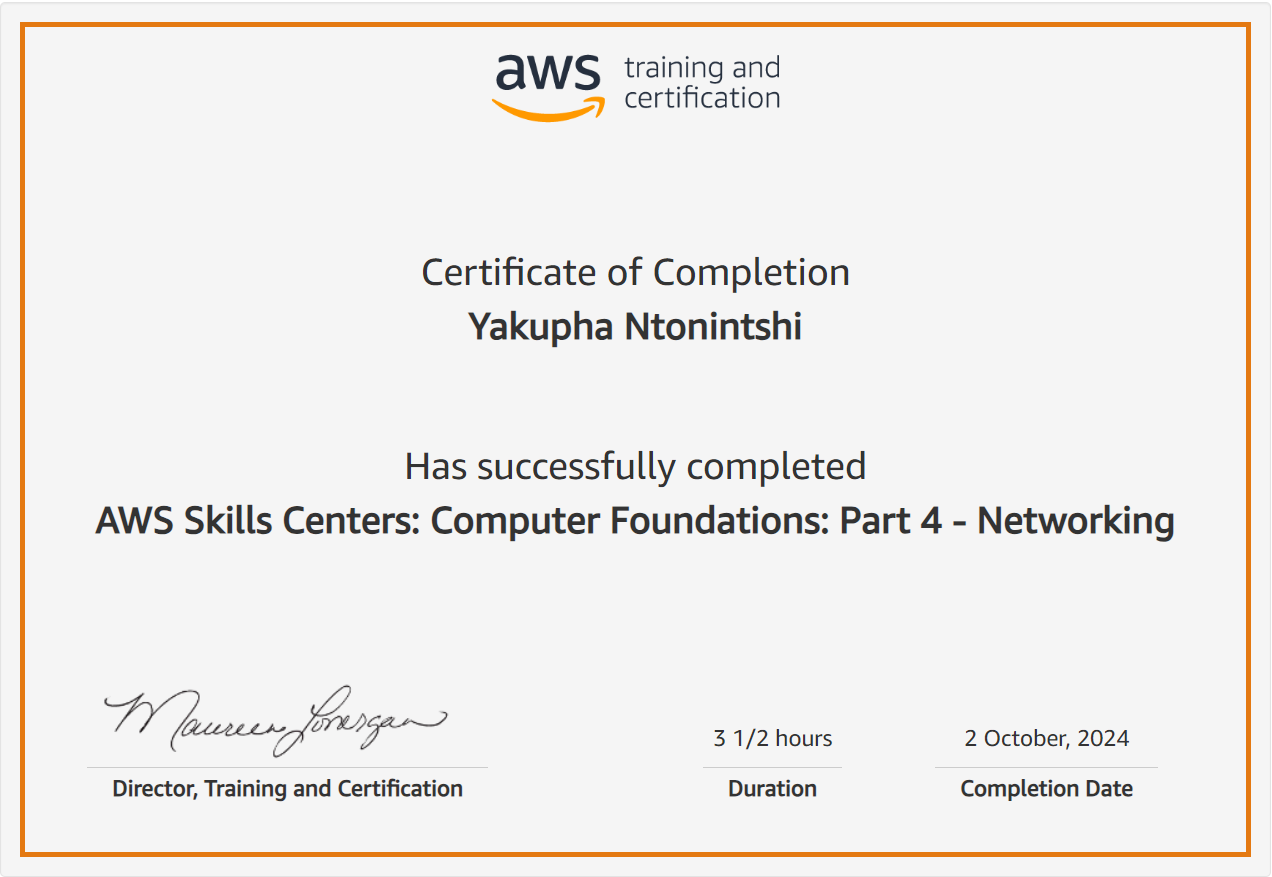 aws training and
certification
Certificate of Completion
Yakupha Ntonintshi
Has successfully completed
AWS Skills Centers: Computer Foundations: Part 4 - Networking
Maureen Lonergan
3 1/2 hours
2 October, 2024
Director, Training and Certification
Duration
Completion Date